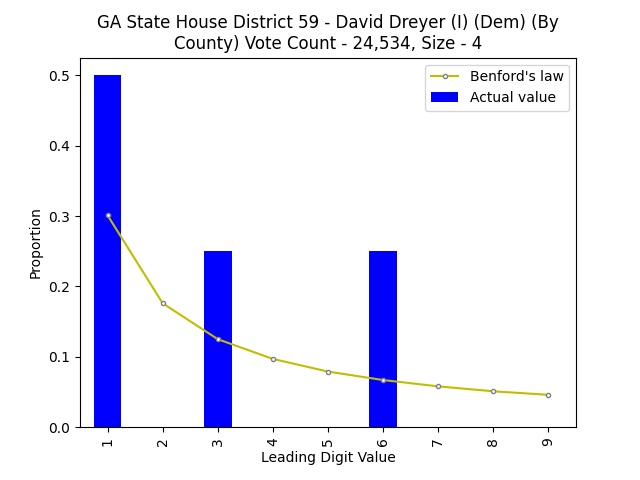 GA State House District 59 - David Dreyer (I) (Dem) (By
County) Vote Count - 24,534, Size - 4
Benford's law
Actual value
0.5
0.4
0.3
0.2
0.1
0.0
Proportion
1 2 3 4 5 6 7 8 9
Leading Digit Value